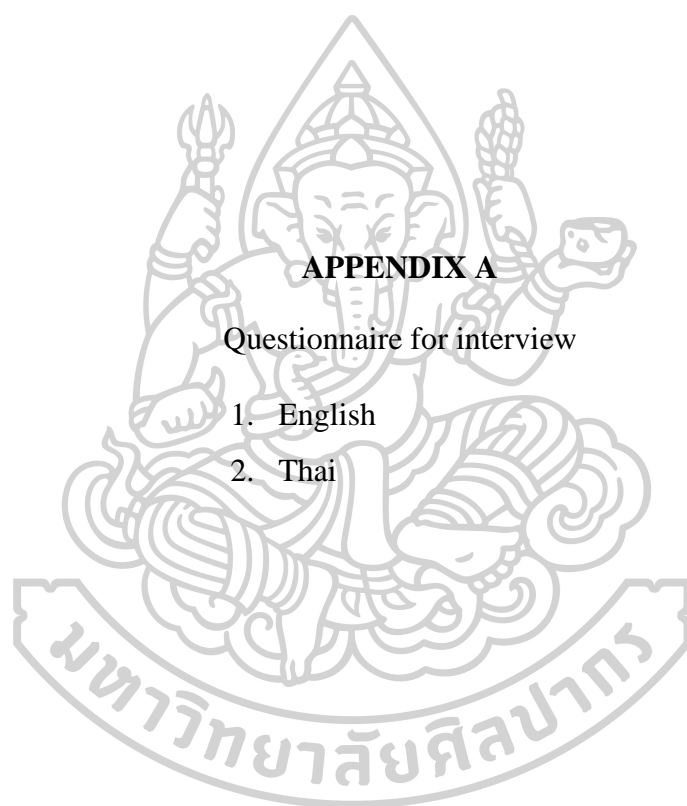 APPENDIX A
Questionnaire for interview
1. English
2. Thai
มหาวิทยาลัยศิลปากร